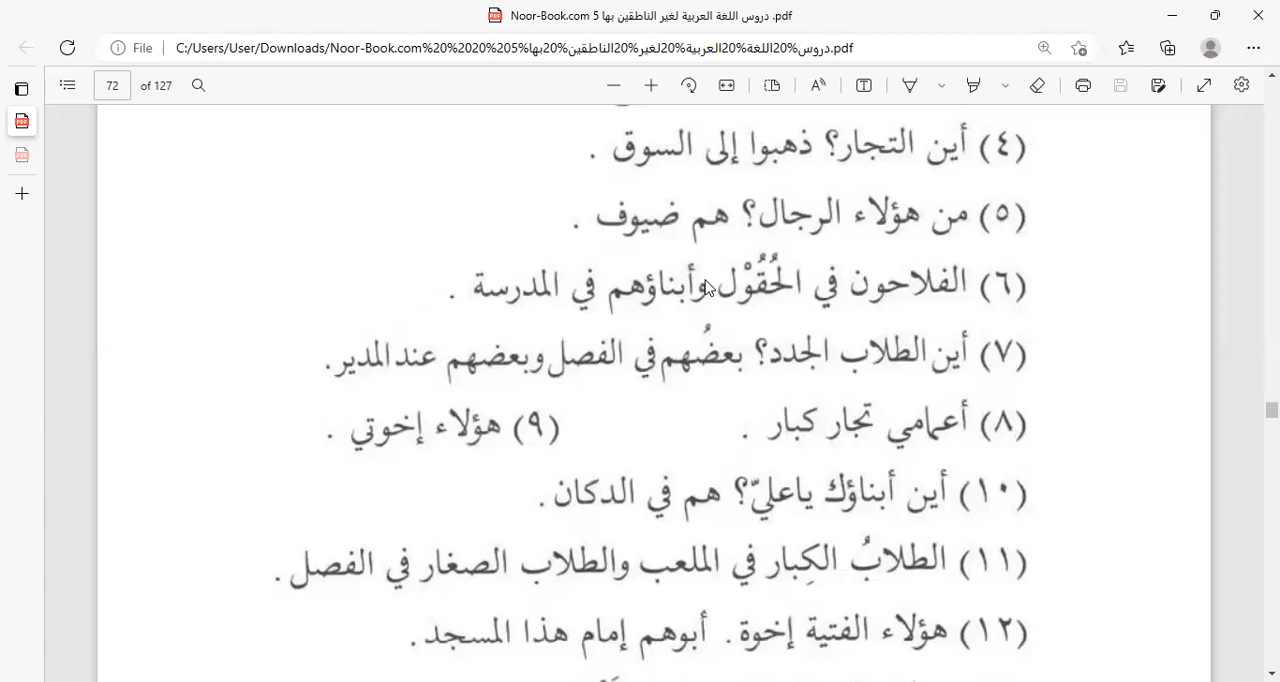 دروس اللغة العربية لغير الناطقين بها 5 Noor-Book.com .pdf
File C:/Users/User/Downloads/Noor-Book.com%20%2020%205%دروس%20اللغة%20العربية%20لغير%20الناطقين%20بها.pdf
72 of 127
(٤) أين التجار؟ ذهبوا إلى السوق .
(٥) من هؤلاء الرجال؟ هم ضيوف .
(٦) الفلاحون في الحُقُوْل وأبناؤهم في المدرسة .
(٧) أين الطلاب الجدد؟ بعضُهم في الفصل وبعضهم عند المدير.
(٨) أعمامي تجار كبار . (٩) هؤلاء إخوتي .
(١٠) أين أبناؤك ياعليّ؟ هم في الدكان.
(١١) الطلابُ الكِبار في الملعب والطلاب الصغار في الفصل.
(١٢) هؤلاء الفتية إخوة. أبوهم إمام هذا المسجد.